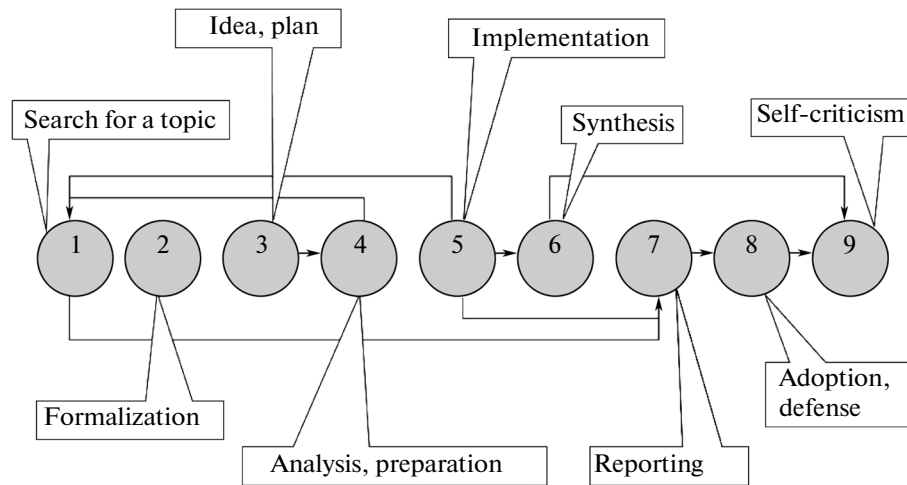 Idea, plan
Implementation
Search for a topic
Synthesis
Self-criticism
1
2
3
4
5
6
7
8
9
Formalization
Analysis, preparation
Reporting
Adoption,
defense